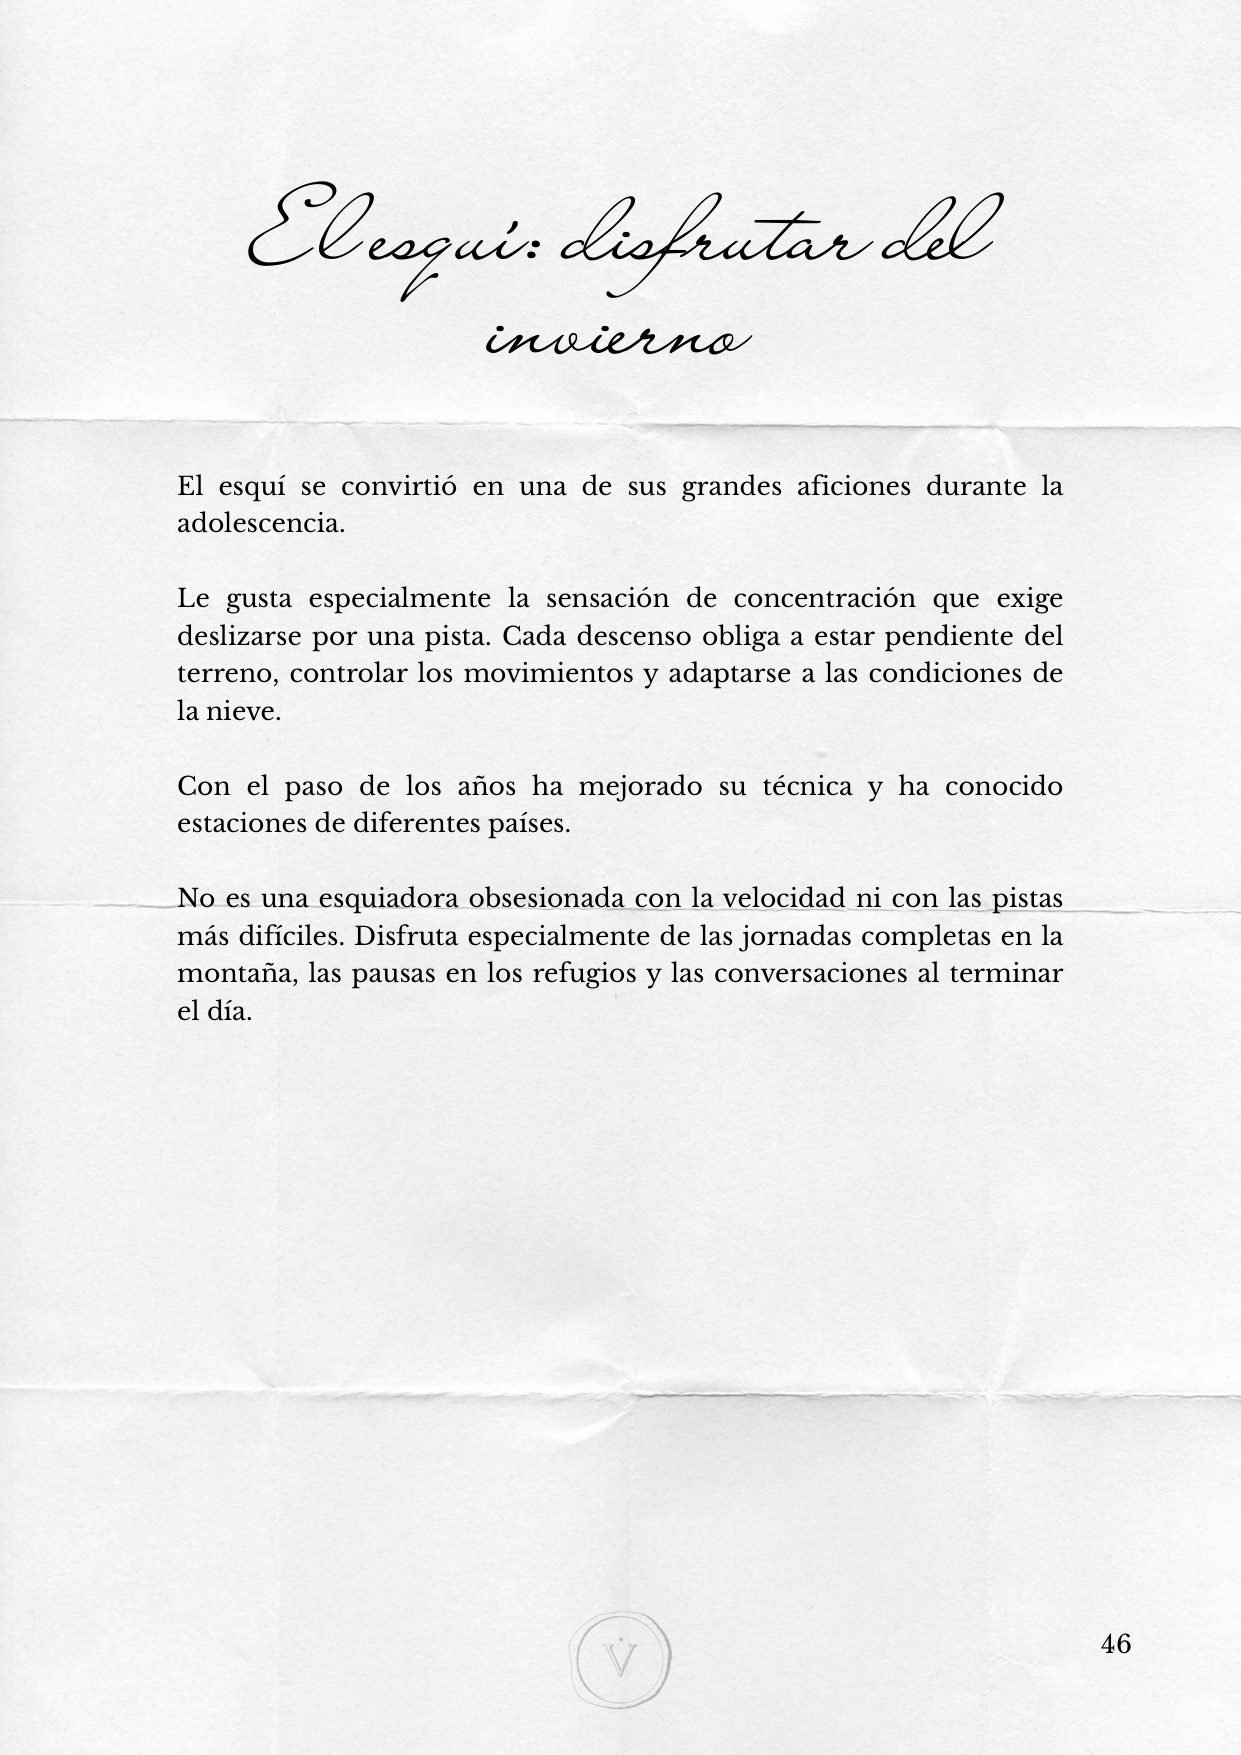 El esquí: disfrutar del
invierno
El esquí se convirtió en una de sus grandes aficiones durante la
adolescencia.
Le gusta especialmente la sensación de concentración que exige
deslizarse por una pista. Cada descenso obliga a estar pendiente del
terreno, controlar los movimientos y adaptarse a las condiciones de
la nieve.
Con el paso de los años ha mejorado su técnica y ha conocido
estaciones de diferentes países.
No es una esquiadora obsesionada con la velocidad ni con las pistas
más difíciles. Disfruta especialmente de las jornadas completas en la
montaña, las pausas en los refugios y las conversaciones al terminar
el día.
V
46